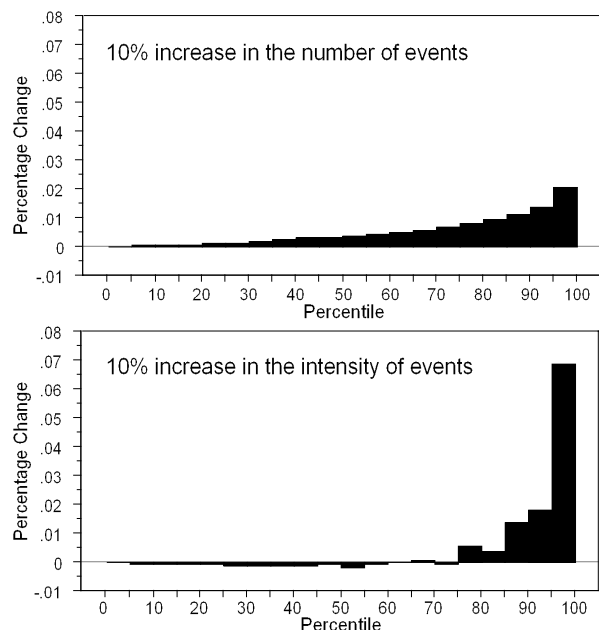 .08
.07
.06
.05
.04
.03
.02
.01
0
-.01
Percentage Change
10% increase in the number of events
0 10 20 30 40 50 60 70 80 90 100
Percentile
.08
.07
.06
.05
.04
.03
.02
.01
0
-.01
Percentage Change
10% increase in the intensity of events
0 10 20 30 40 50 60 70 80 90 100
Percentile